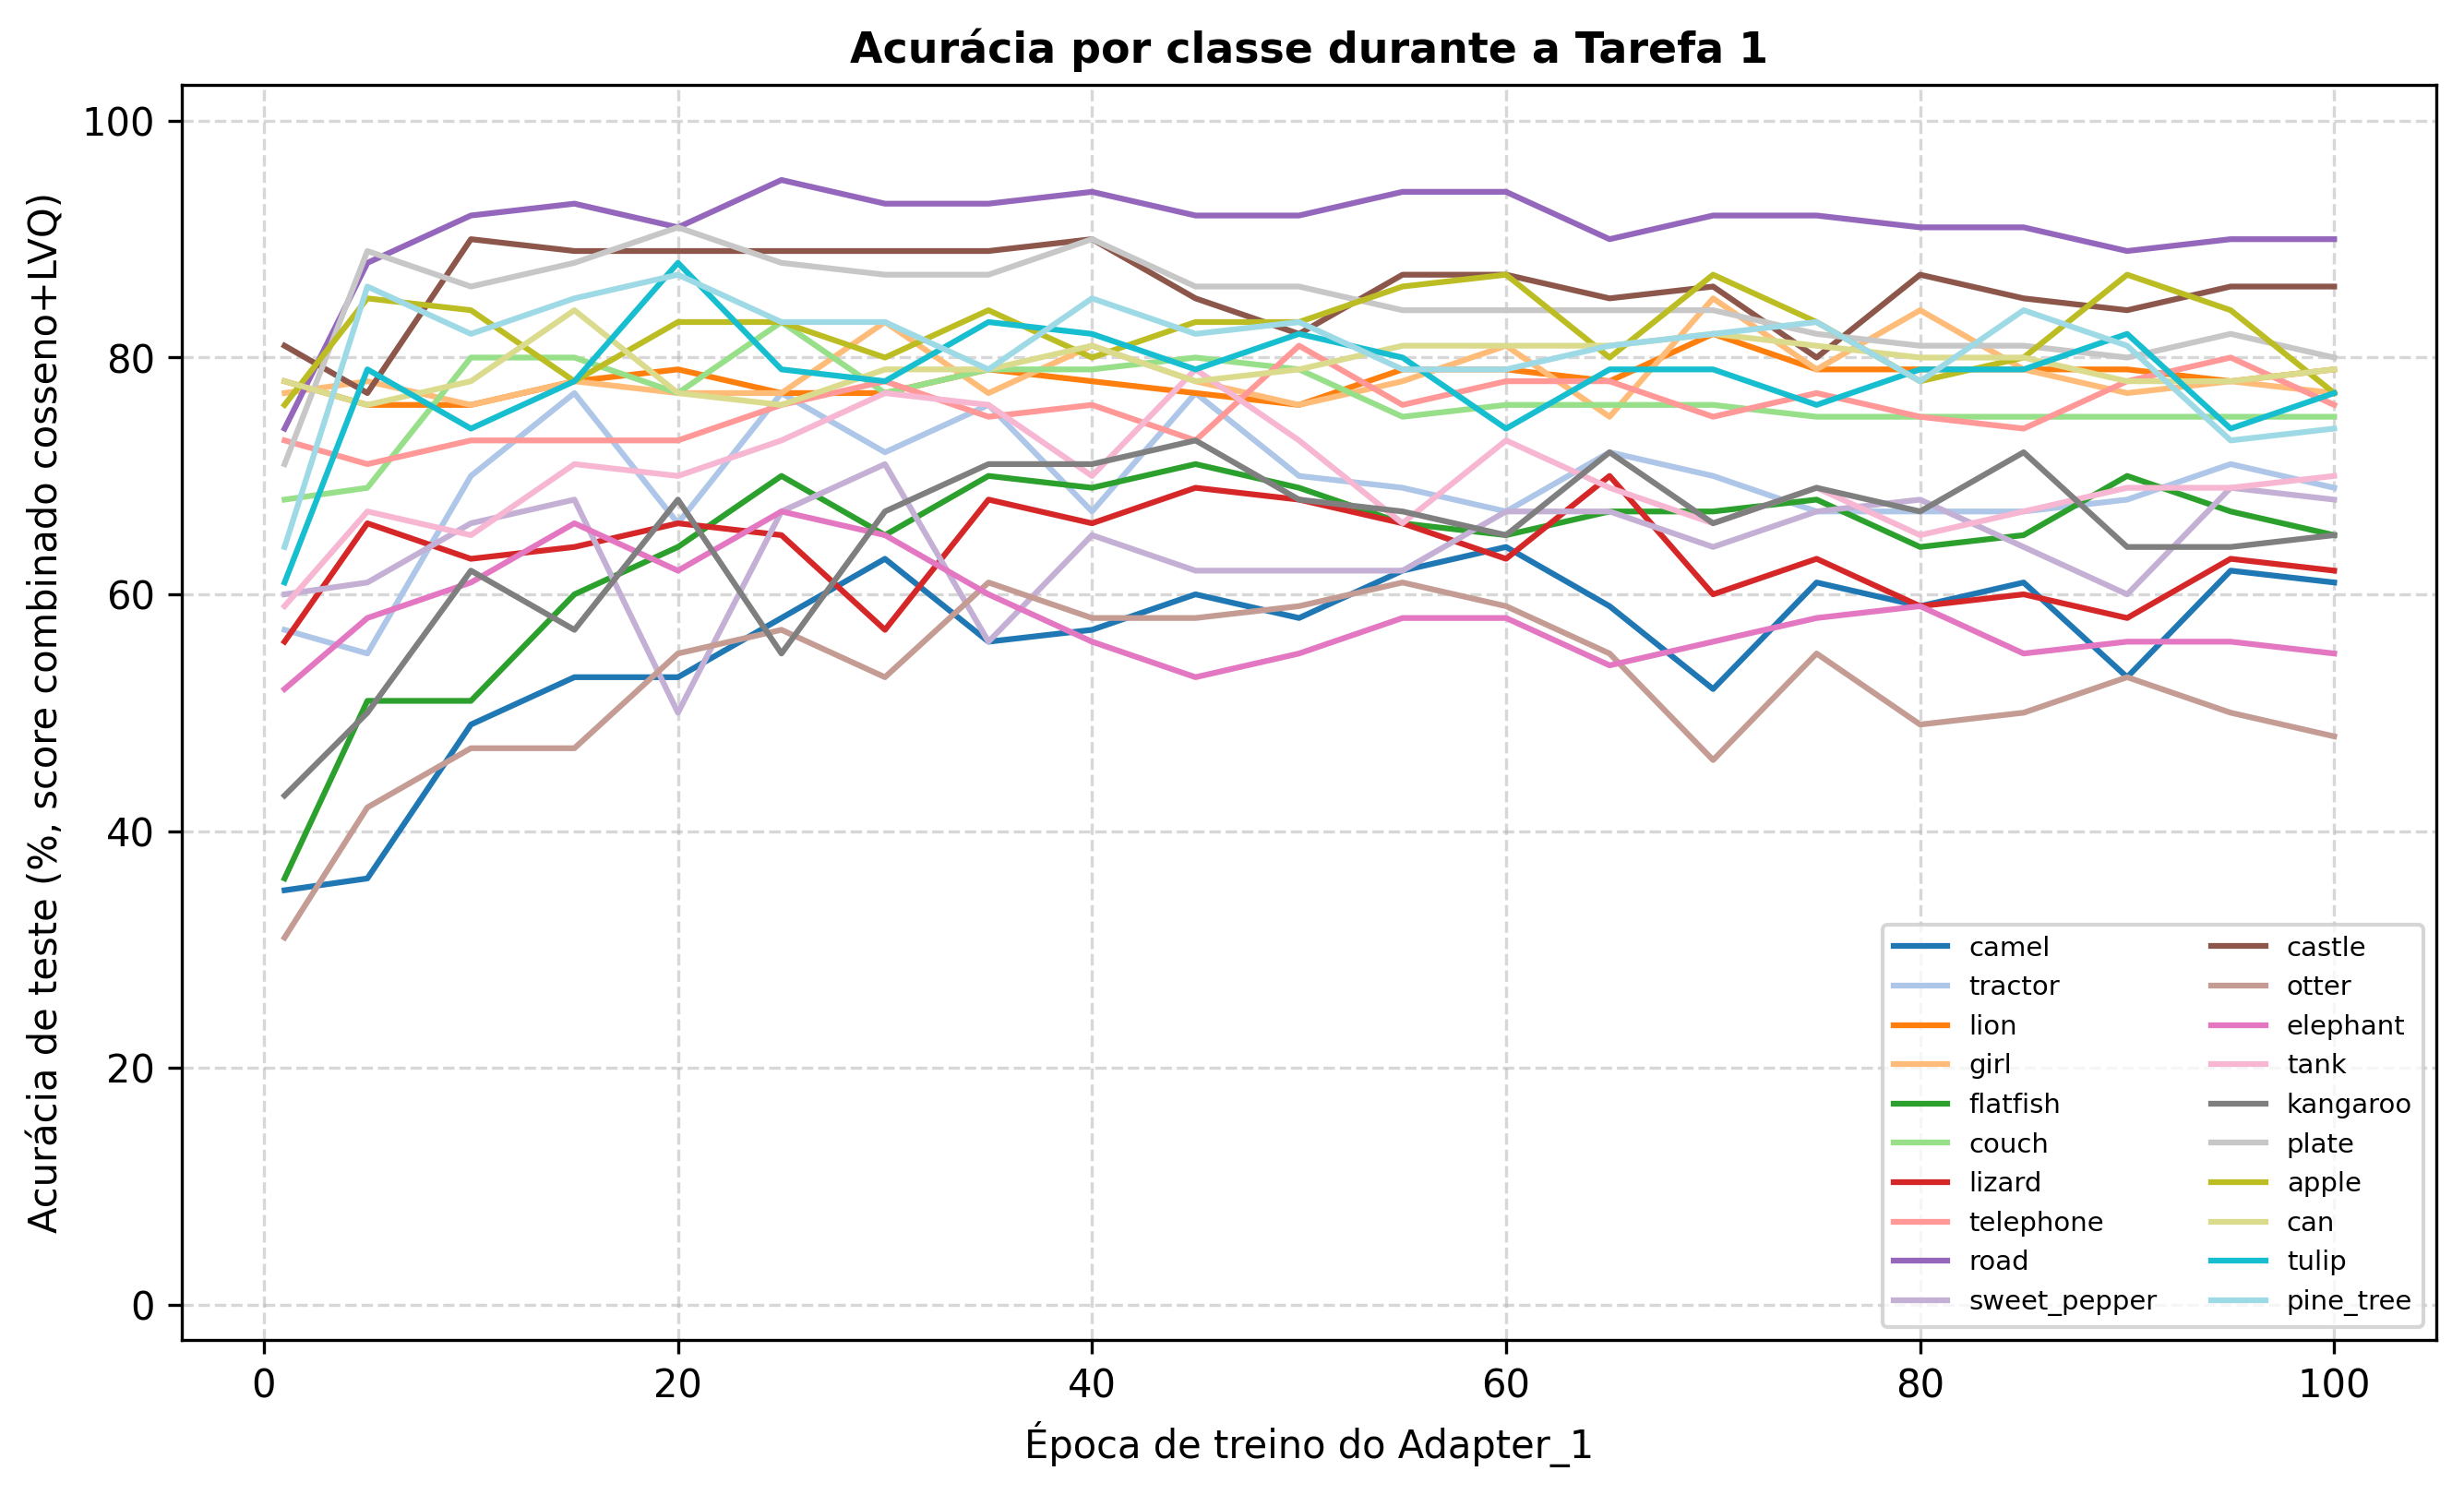 Acurácia por classe durante a Tarefa 1
Acurácia de teste (%, score combinado cosseno+LVQ)
100
80
60
40
20
0
camel
tractor
lion
girl
flatfish
couch
lizard
telephone
road
sweet_pepper
castle
otter
elephant
tank
kangaroo
plate
apple
can
tulip
pine_tree
0 20 40 60 80 100
Época de treino do Adapter_1